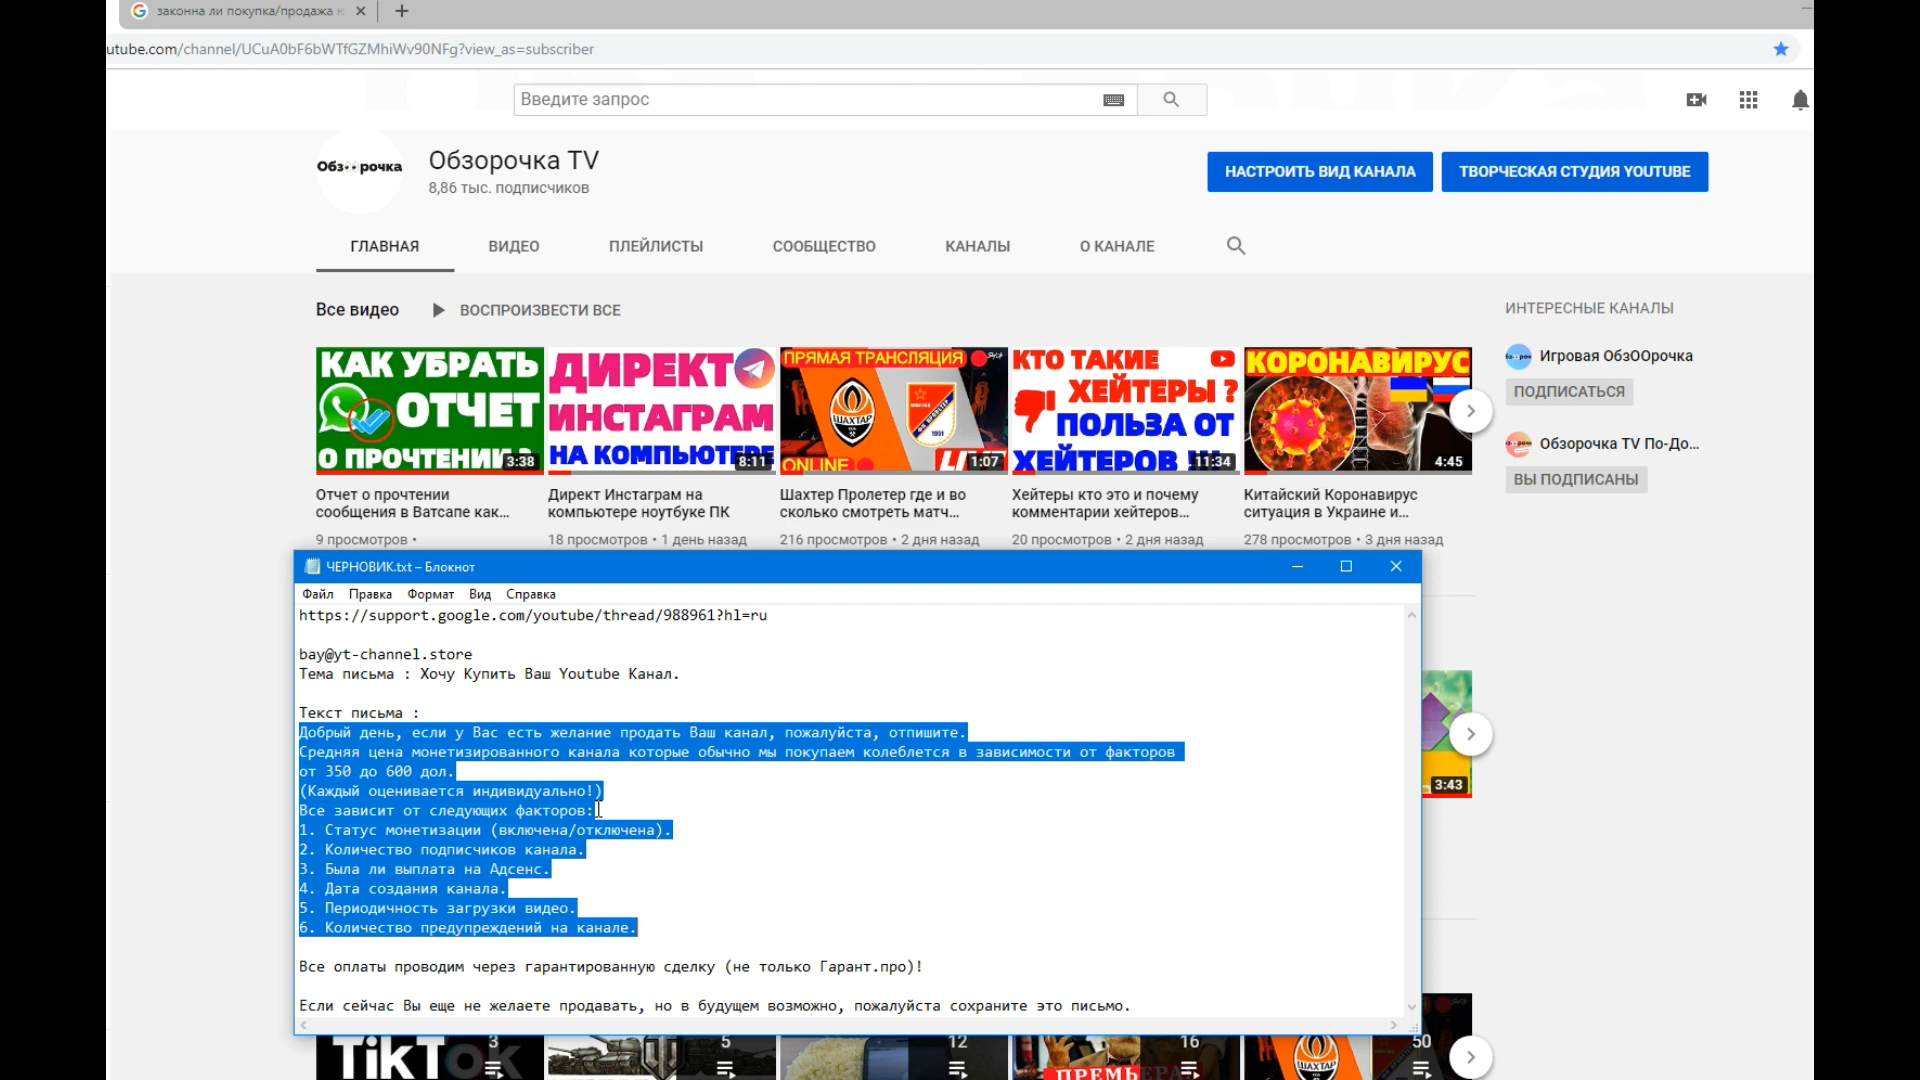 законна ли покупка/продажа
utube.com/channel/UCuA0bF6bWTfGZMhiWv90NFg?view_as=subscriber
Введите запрос
Обзорочка TV
8,86 тыс. подписчиков
НАСТРОИТЬ ВИД КАНАЛА
ТВОРЧЕСКАЯ СТУДИЯ YOUTUBE
ГЛАВНАЯ ВИДЕО ПЛЕЙЛИСТЫ СООБЩЕСТВО КАНАЛЫ О КАНАЛЕ
Все видео ВОСПРОИЗВЕСТИ ВСЕ
ИНТЕРЕСНЫЕ КАНАЛЫ
КАК УБРАТЬ
ОТЧЕТ
О ПРОЧТЕНИИ
3:38
ДИРЕКТ
ИНСТАГРАМ
НА КОМПЬЮТЕРЕ
8:11
ПРЯМАЯ ТРАНСЛЯЦИЯ
ШАХТАР
ONLINE
1:07
КТО ТАКИЕ
ХЕЙТЕРЫ ?
ПОЛЬЗА ОТ
ХЕЙТЕРОВ !!!
11:34
КОРОНАВИРУС
4:45
Игровая ОбзООрочка
ПОДПИСАТЬСЯ
Обзорочка TV По-До...
ВЫ ПОДПИСАНЫ
Отчет о прочтении
сообщения в Ватсапе как...
9 просмотров •
Директ Инстаграм на
компьютере ноутбуке ПК
18 просмотров • 1 день назад
Шахтер Пролетер где и во
сколько смотреть матч...
216 просмотров • 2 дня назад
Хейтеры кто это и почему
комментарии хейтеров...
20 просмотров • 2 дня назад
Китайский Коронавирус
ситуация в Украине и...
278 просмотров • 3 дня назад
ЧЕРНОВИК.txt – Блокнот
Файл Правка Формат Вид Справка
https://support.google.com/youtube/thread/988961?hl=ru
bay@yt-channel.store
Тема письма : Хочу Купить Ваш Youtube Канал.
Текст письма :
Добрый день, если у Вас есть желание продать Ваш канал, пожалуйста, отпишите.
Средняя цена монетизированного канала которые обычно мы покупаем колеблется в зависимости от факторов
от 350 до 600 дол.
(Каждый оценивается индивидуально!)
Все зависит от следующих факторов:
1. Статус монетизации (включена/отключена).
2. Количество подписчиков канала.
3. Была ли выплата на Адсенс.
4. Дата создания канала.
5. Периодичность загрузки видео.
6. Количество предупреждений на канале.
Все оплаты проводим через гарантированную сделку (не только Гарант.про)!
Если сейчас Вы еще не желаете продавать, но в будущем возможно, пожалуйста сохраните это письмо.
3:43
TikTok
3
5
12
16
ПРЕМЬЕРА
50
ШАХТАР